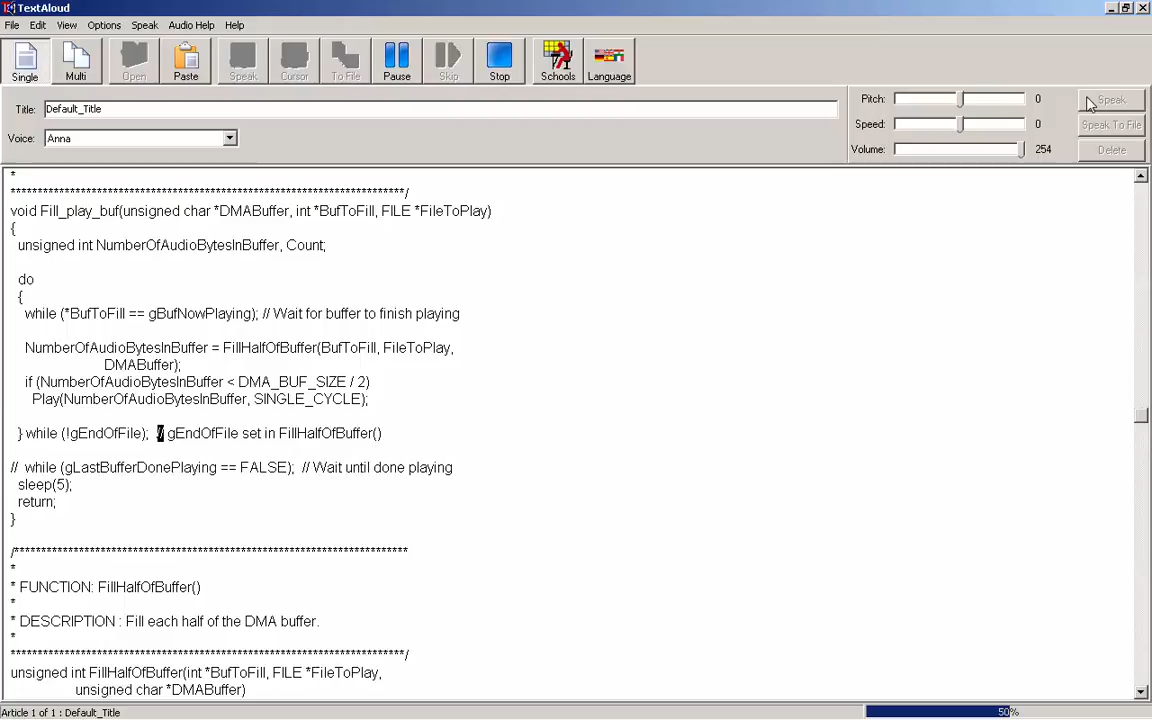 TextAloud
File Edit View Options Speak Audio Help Help
Single Multi Open Paste Speak Cursor To File Pause Skip Stop Schools Language
Title: Default_Title
Voice: Anna
Pitch: 0 Speak
Speed: 0 Speak To File
Volume: 254 Delete
*
**************************************************************************/
void Fill_play_buf(unsigned char *DMABuffer, int *BufToFill, FILE *FileToPlay)
{
unsigned int NumberOfAudioBytesInBuffer, Count;
do
{
while (*BufToFill == gBufNowPlaying); // Wait for buffer to finish playing
NumberOfAudioBytesInBuffer = FillHalfOfBuffer(BufToFill, FileToPlay,
DMABuffer);
if (NumberOfAudioBytesInBuffer < DMA_BUF_SIZE / 2)
Play(NumberOfAudioBytesInBuffer, SINGLE_CYCLE);
} while (!gEndOfFile); // gEndOfFile set in FillHalfOfBuffer()
// while (gLastBufferDonePlaying == FALSE); // Wait until done playing
sleep(5);
return;
}
/**************************************************************************
*
* FUNCTION: FillHalfOfBuffer()
*
* DESCRIPTION : Fill each half of the DMA buffer.
*
**************************************************************************/
unsigned int FillHalfOfBuffer(int *BufToFill, FILE *FileToPlay,
unsigned char *DMABuffer)
Article 1 of 1 : Default_Title 50%